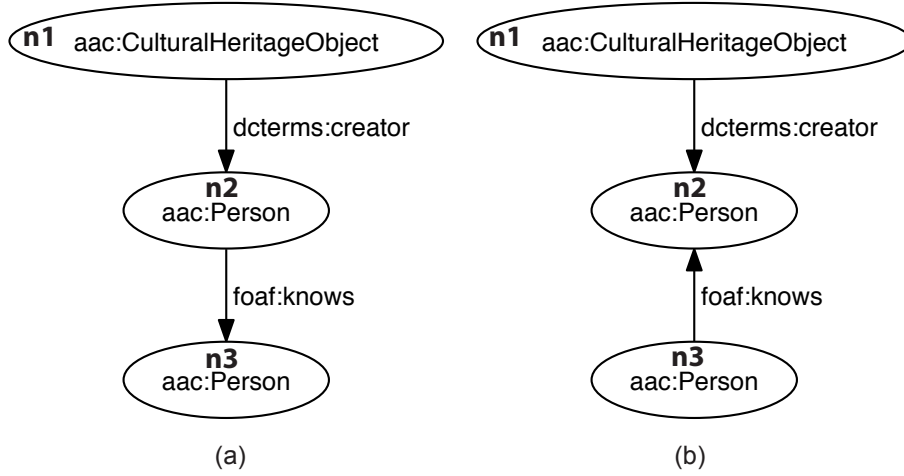 n1 aac:CulturalHeritageObject
dcterms:creator
n2
aac:Person
foaf:knows
n3
aac:Person
(a)
n1 aac:CulturalHeritageObject
dcterms:creator
n2
aac:Person
foaf:knows
n3
aac:Person
(b)